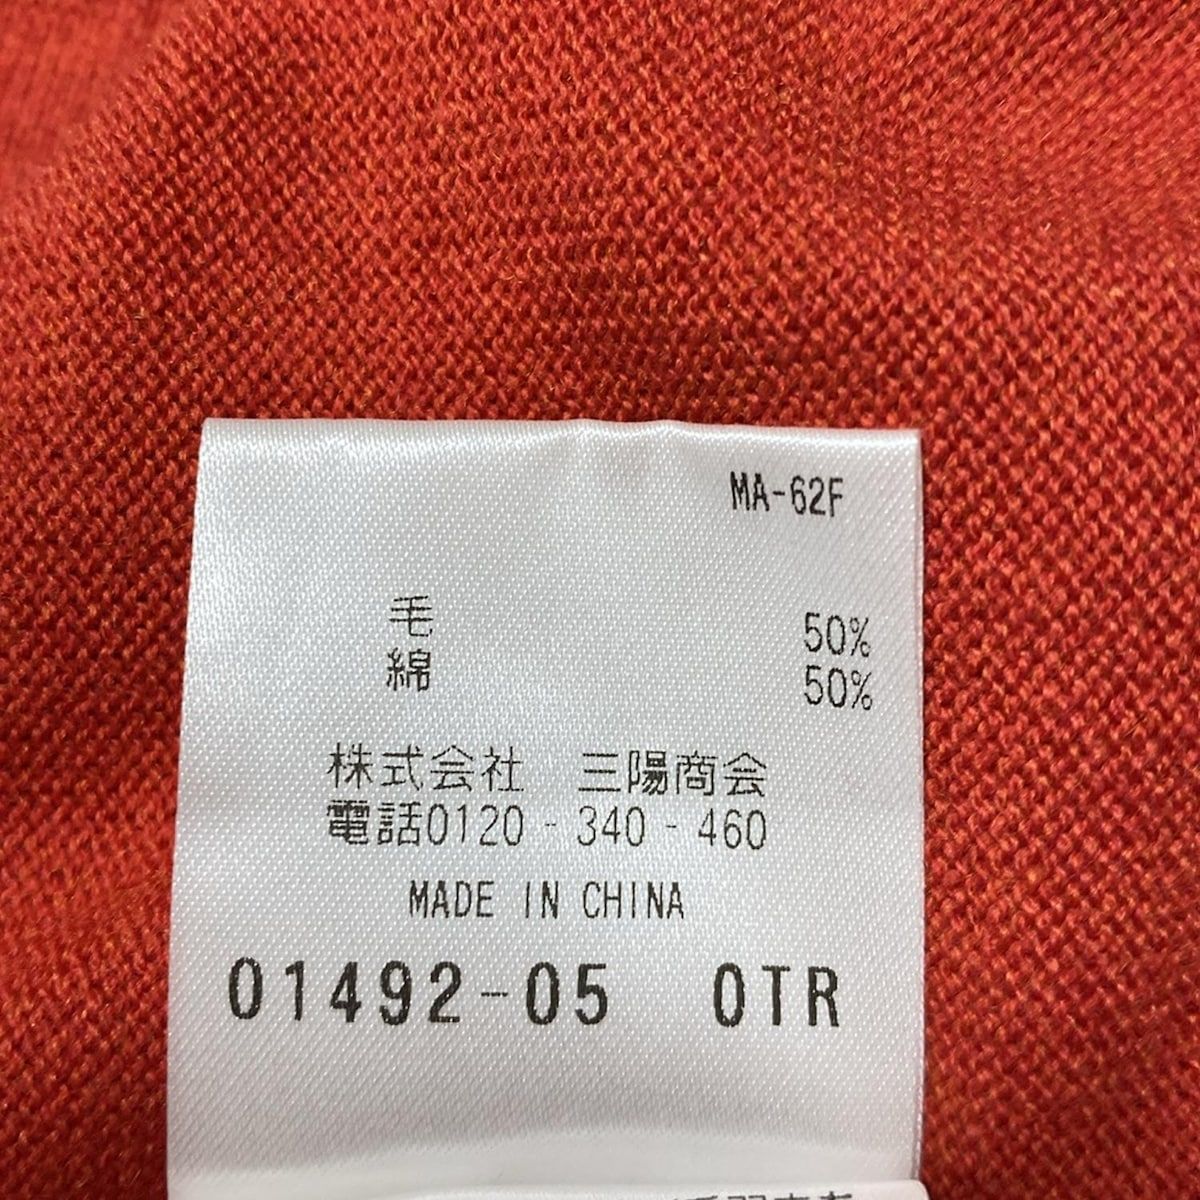 MA-62F
毛 50%
綿 50%
株式会社 三陽商会
電話0120-340-460
MADE IN CHINA
01492-05 0TR